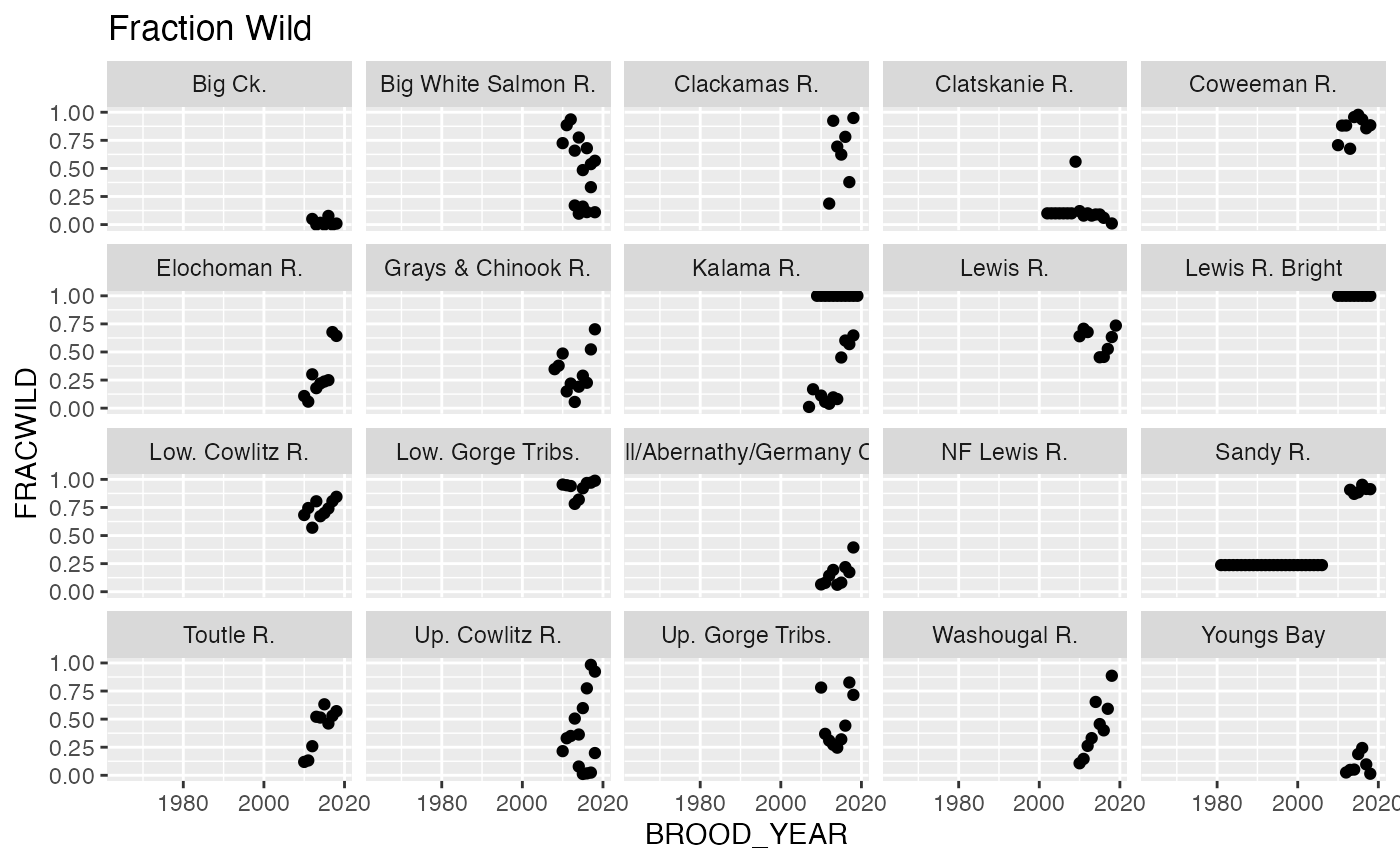 Fraction Wild
Big Ck. Big White Salmon R. Clackamas R. Clatskanie R. Coweeman R.
1.00
0.75
0.50
0.25
0.00
Elochoman R. Grays & Chinook R. Kalama R. Lewis R. Lewis R. Bright
1.00
0.75
0.50
0.25
0.00
FRACWILD
Low. Cowlitz R. Low. Gorge Tribs. ll/Abernathy/Germany C NF Lewis R. Sandy R.
1.00
0.75
0.50
0.25
0.00
Toutle R. Up. Cowlitz R. Up. Gorge Tribs. Washougal R. Youngs Bay
1.00
0.75
0.50
0.25
0.00
1980 2000 2020 1980 2000 2020 1980 2000 2020 1980 2000 2020 1980 2000 2020
BROOD_YEAR